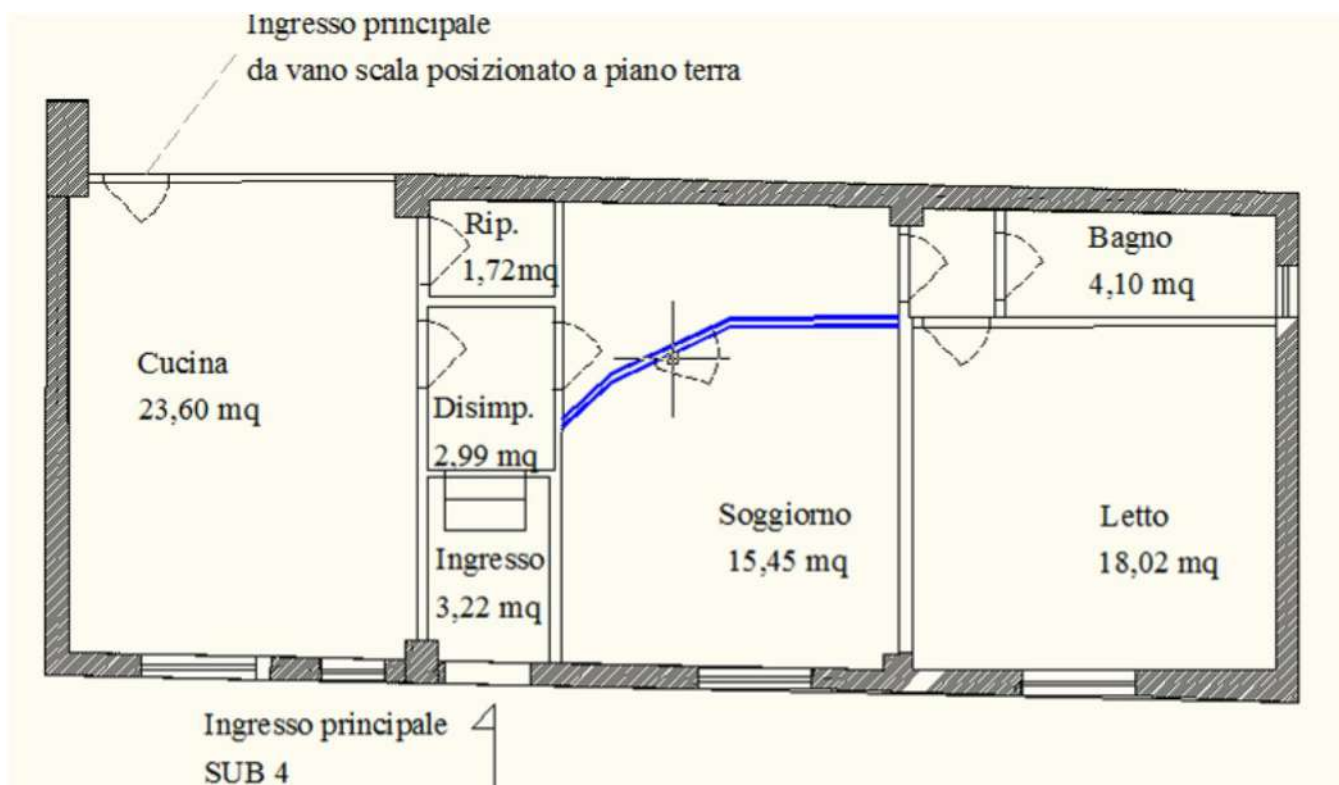 Ingresso principale
da vano scala posizionato a piano terra
Rip.
1,72mq
Bagno
4,10 mq
Cucina
23,60 mq
Disimp.
2,99 mq
Soggiorno
15,45 mq
Letto
18,02 mq
Ingresso
3,22 mq
Ingresso principale
SUB 4